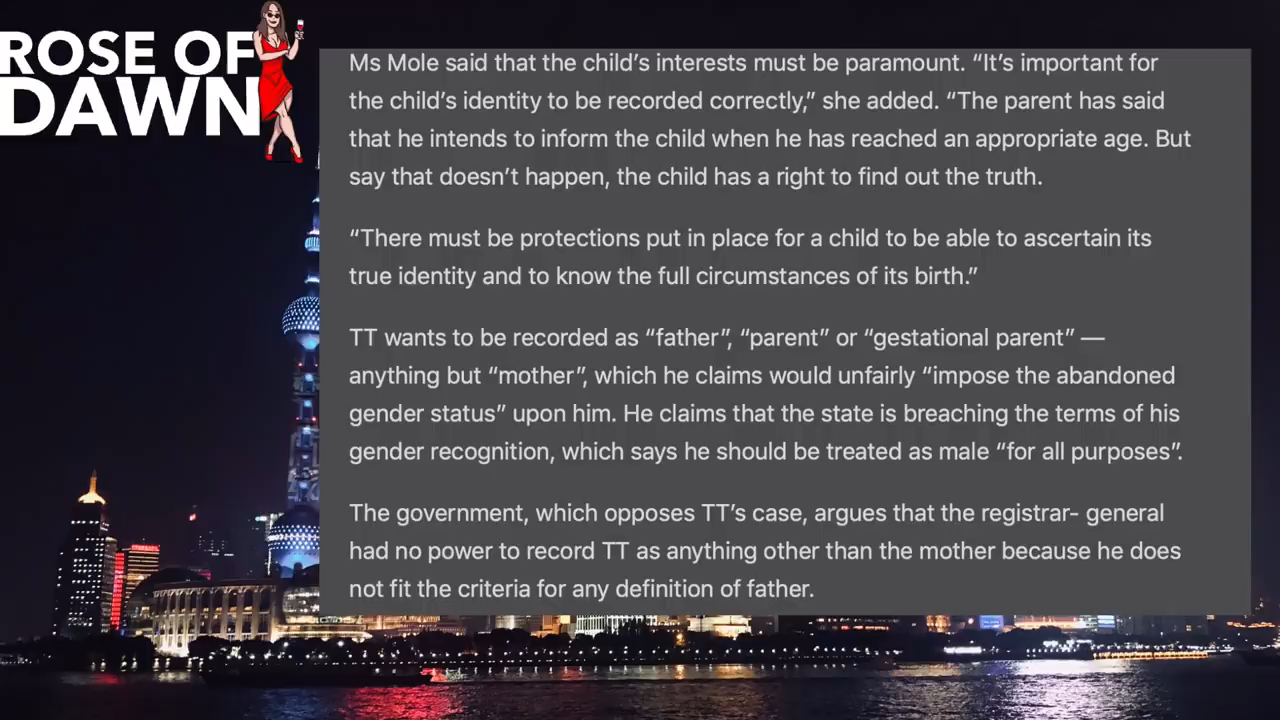 ROSE OF
DAWN
Ms Mole said that the child’s interests must be paramount. “It’s important for
the child’s identity to be recorded correctly,” she added. “The parent has said
that he intends to inform the child when he has reached an appropriate age. But
say that doesn’t happen, the child has a right to find out the truth.
“There must be protections put in place for a child to be able to ascertain its
true identity and to know the full circumstances of its birth.”
TT wants to be recorded as “father”, “parent” or “gestational parent” —
anything but “mother”, which he claims would unfairly “impose the abandoned
gender status” upon him. He claims that the state is breaching the terms of his
gender recognition, which says he should be treated as male “for all purposes”.
The government, which opposes TT’s case, argues that the registrar- general
had no power to record TT as anything other than the mother because he does
not fit the criteria for any definition of father.